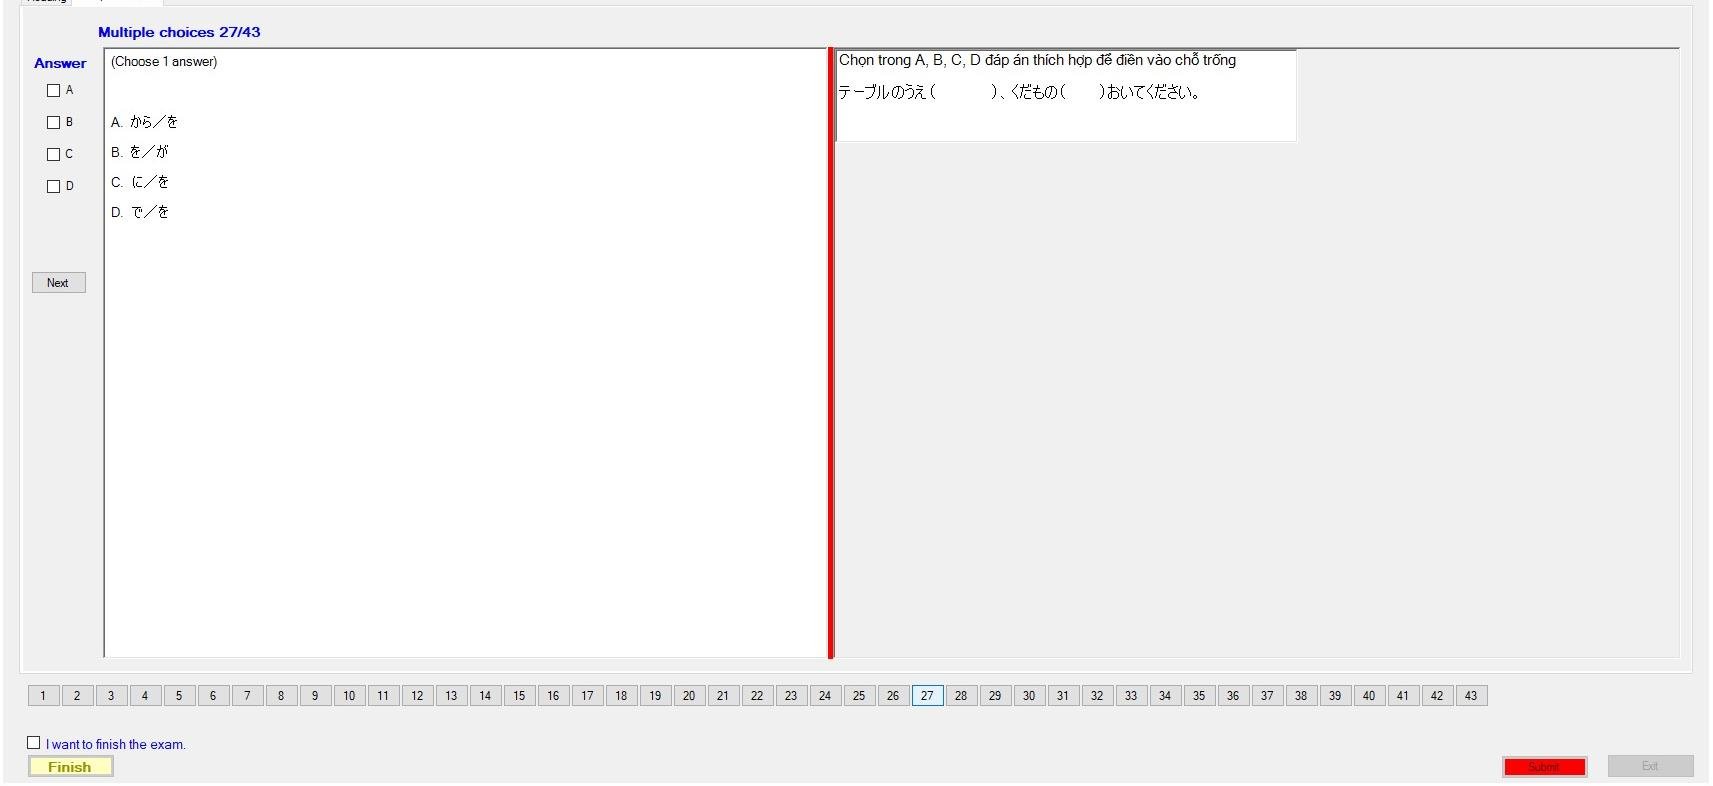 Multiple choices 27/43
Answer
(Choose 1 answer)
A
B
C
D
A. から／を
B. を／が
C. に／を
D. で／を
Next
Chọn trong A, B, C, D đáp án thích hợp để điền vào chỗ trống
テーブルのうえ（　　　）、くだもの（　　）おいてください。
1 2 3 4 5 6 7 8 9 10 11 12 13 14 15 16 17 18 19 20 21 22 23 24 25 26 27 28 29 30 31 32 33 34 35 36 37 38 39 40 41 42 43
I want to finish the exam.
Finish
Submit
Exit